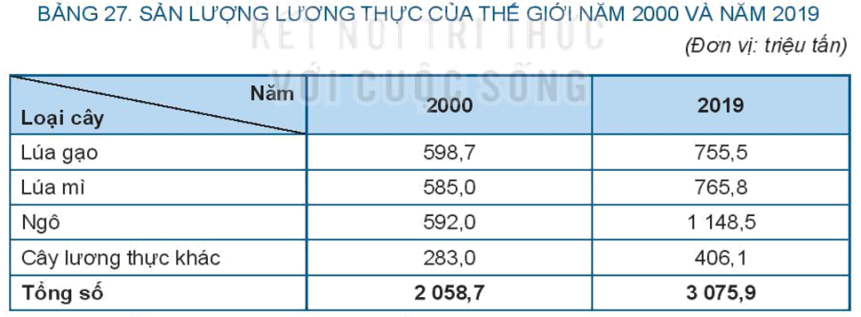 BẢNG 27. SẢN LƯỢNG LƯƠNG THỰC CỦA THẾ GIỚI NĂM 2000 VÀ NĂM 2019
KẾT NỐI TRI THỨC
(Đơn vị: triệu tấn)
VỚI CUỘC SỐNG
Năm
Loại cây 2000 2019
Lúa gạo 598,7 755,5
Lúa mì 585,0 765,8
Ngô 592,0 1 148,5
Cây lương thực khác 283,0 406,1
Tổng số 2 058,7 3 075,9